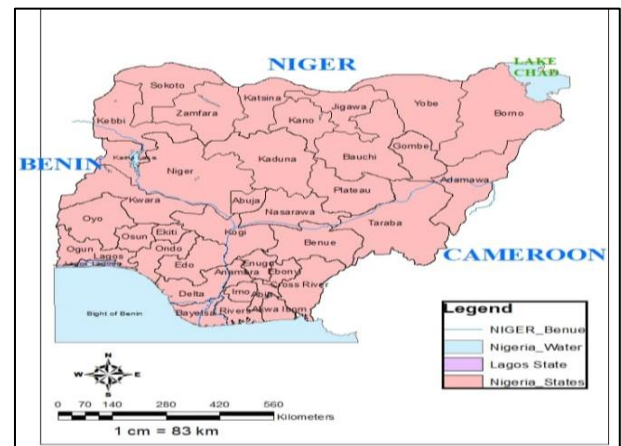 NIGER
LAKE
CHAD
Sokoto
Katsina
Jigawa
Yobe
Borno
Zamfara
Kano
Kebbi
Gombe
BENIN
Kaduna
Bauchi
Niger
Adamawa
Plateau
Kwara
Abuja
Nasarawa
Taraba
Oyo
Kogi
Osun
Ekiti
Benue
CAMEROON
Ogun
Lagos
Ondo
Edo
Enugu
Ebonyi
Anambra
Cross River
Delta
Imo
Abia
Bayelsa
Rivers
Akwa Ibom
Bight of Benin
Legend
NIGER_Benue
Nigeria_Water
Lagos State
Nigeria_States
N
W
E
S
0 70 140 280 420 560
Kilometers
1 cm = 83 km